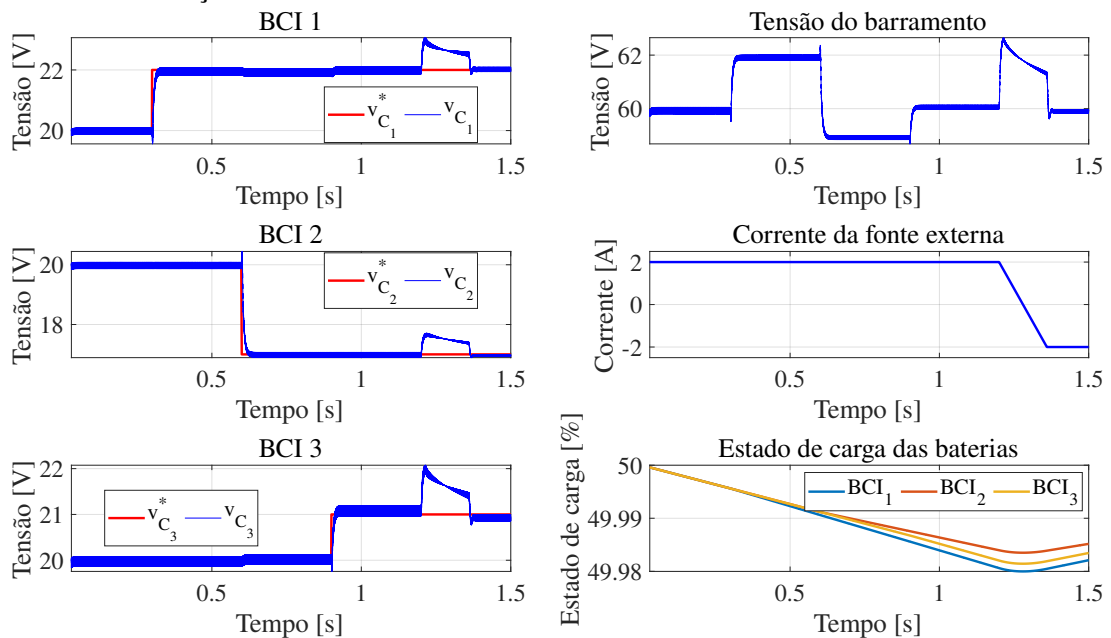 BCI 1
Tensão [V]
22
20
v*C1 vC1
0.5 1 1.5
Tempo [s]
Tensão do barramento
Tensão [V]
62
60
0.5 1 1.5
Tempo [s]
BCI 2
Tensão [V]
20
18
v*C2 vC2
0.5 1 1.5
Tempo [s]
Corrente da fonte externa
Corrente [A]
2
0
-2
0.5 1 1.5
Tempo [s]
BCI 3
Tensão [V]
22
21
20
v*C3 vC3
0.5 1 1.5
Tempo [s]
Estado de carga das baterias
Estado de carga [%]
50
49.99
49.98
BCI1 BCI2 BCI3
0.5 1 1.5
Tempo [s]